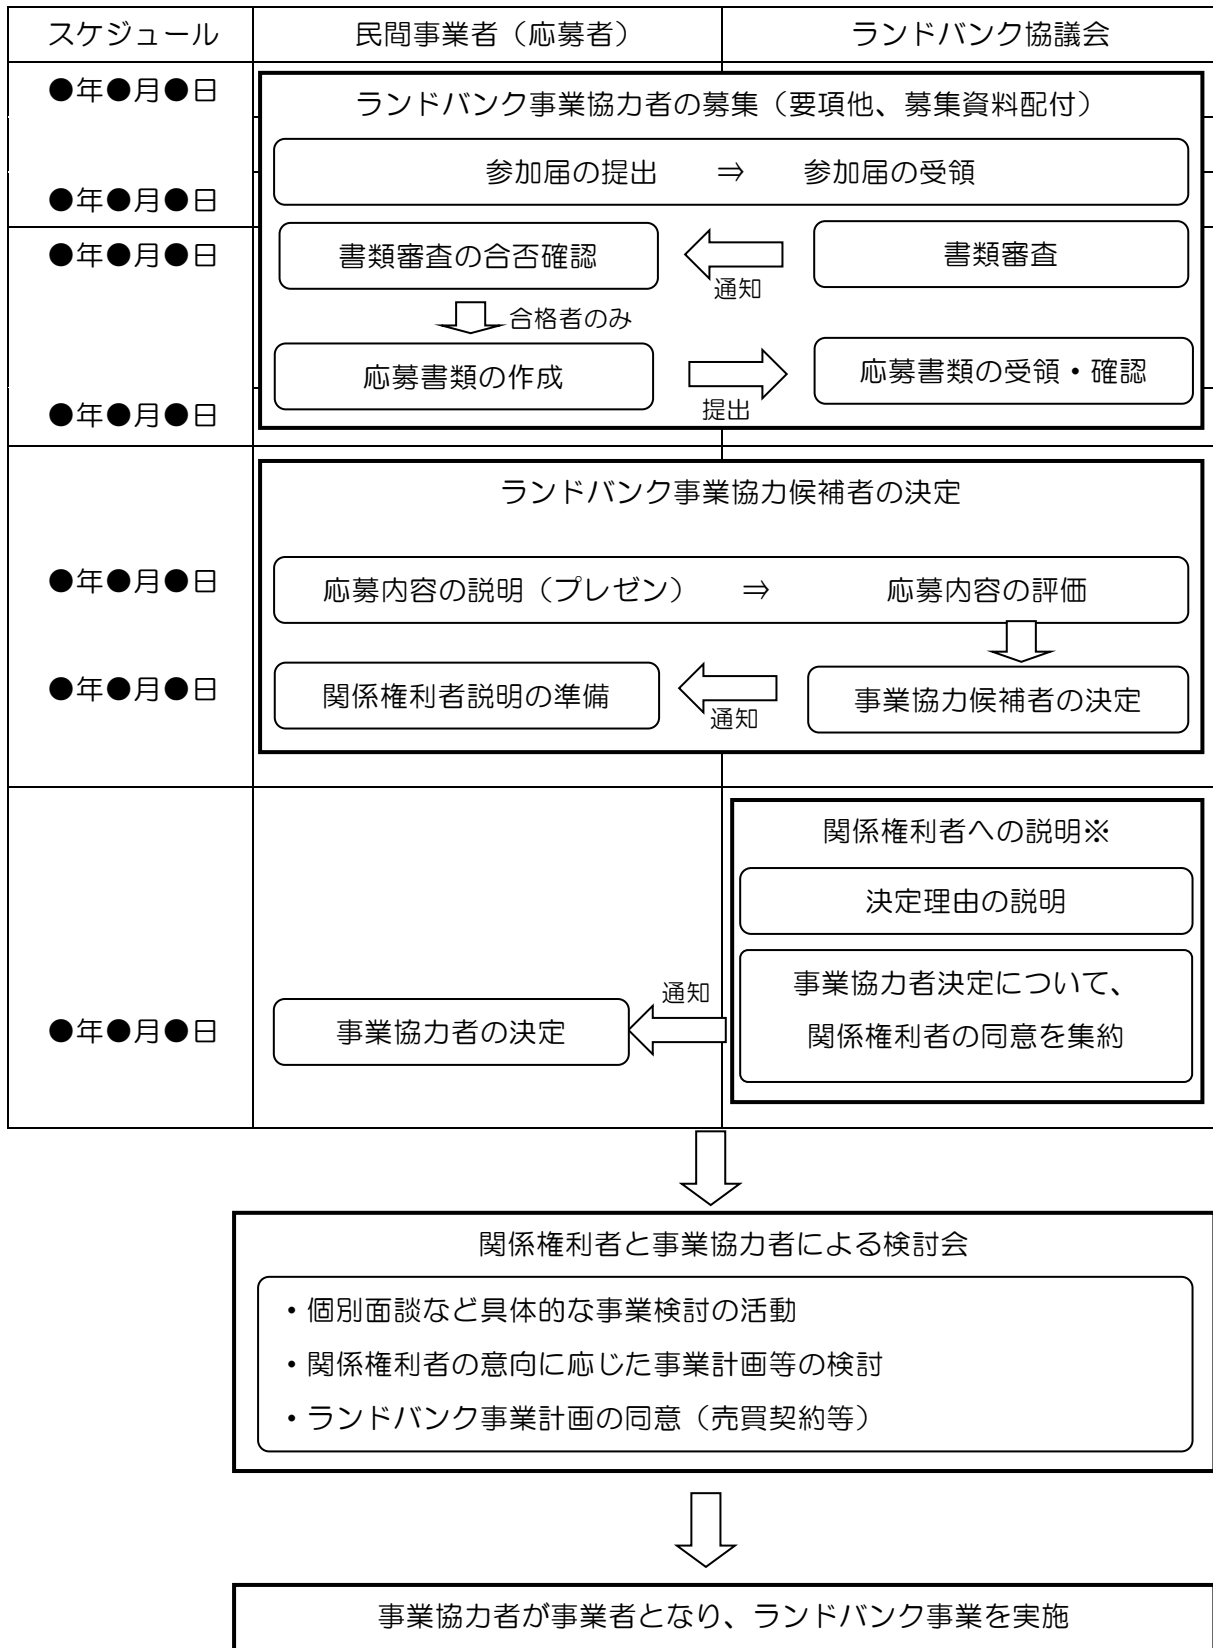 スケジュール
民間事業者（応募者）
ランドバンク協議会
●年●月●日
ランドバンク事業協力者の募集（要項他、募集資料配付）
参加届の提出　⇒　参加届の受領
●年●月●日
●年●月●日
書類審査の合否確認
通知
書類審査
合格者のみ
応募書類の作成
提出
応募書類の受領・確認
●年●月●日
ランドバンク事業協力候補者の決定
●年●月●日
応募内容の説明（プレゼン）　⇒　応募内容の評価
●年●月●日
関係権利者説明の準備
通知
事業協力候補者の決定
関係権利者への説明※
決定理由の説明
事業協力者決定について、
関係権利者の同意を集約
通知
●年●月●日
事業協力者の決定
関係権利者と事業協力者による検討会
・個別面談など具体的な事業検討の活動
・関係権利者の意向に応じた事業計画等の検討
・ランドバンク事業計画の同意（売買契約等）
事業協力者が事業者となり、ランドバンク事業を実施